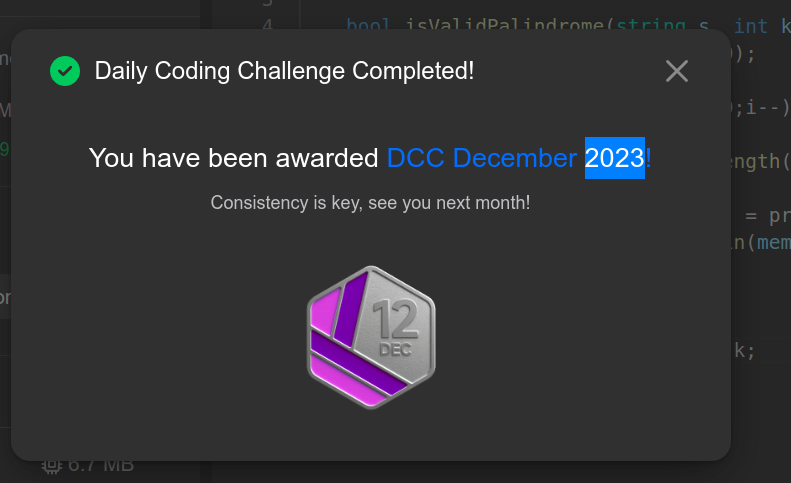 4 bool isValidPalindrome(string s, int k
);
Daily Coding Challenge Completed!
;i--)
You have been awarded DCC December 2023!
ngth(
Consistency is key, see you next month!
= pr
n(mem
12
DEC
k;
6.7 MB